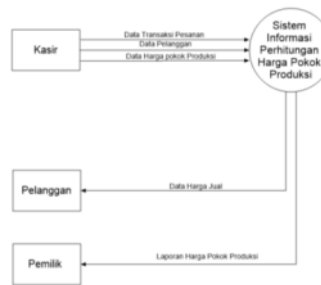 Kasir
Data Transaksi Pesanan
Data Pelanggan
Data Harga pokok Produksi
Sistem
Informasi
Perhitungan
Harga Pokok
Produksi
Pelanggan
Data Harga Jual
Pemilik
Laporan Harga Pokok Produksi